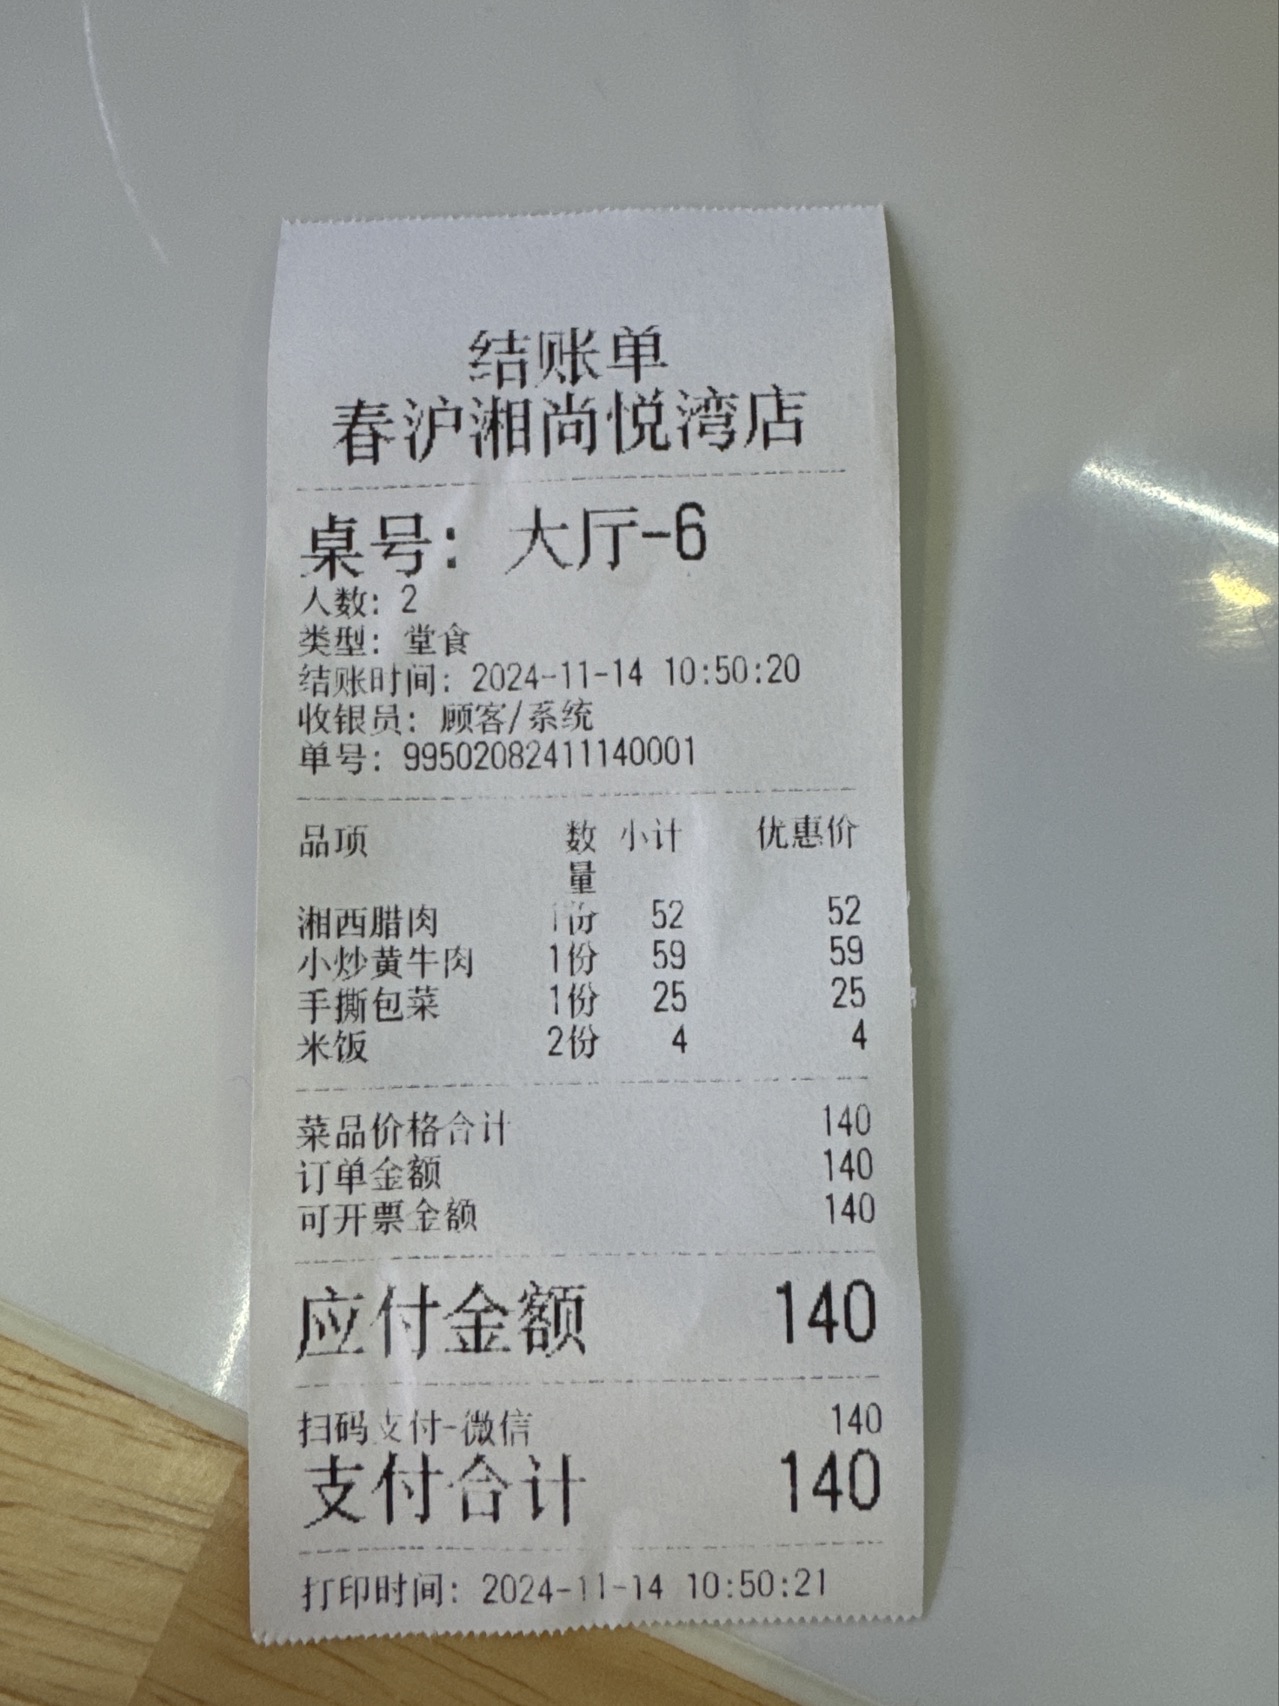 结账单
春沪湘尚悦湾店
桌号: 大厅-6
人数: 2
类型: 堂食
结账时间: 2024-11-14 10:50:20
收银员: 顾客/系统
单号: 99502082411140001
品项 数量 小计 优惠价
湘西腊肉 1份 52 52
小炒黄牛肉 1份 59 59
手撕包菜 1份 25 25
米饭 2份 4 4
菜品价格合计 140
订单金额 140
可开票金额 140
应付金额 140
扫码支付-微信 140
支付合计 140
打印时间: 2024-11-14 10:50:21